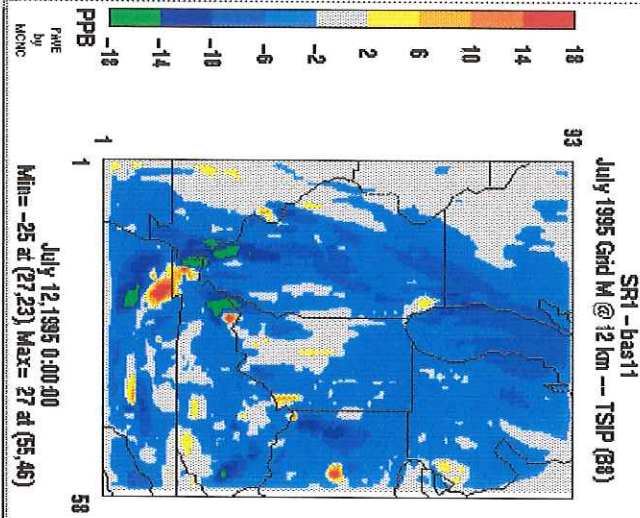 SRI - bas11
July 1995 Grid M @ 12 km --- TSIP (B8)
18
14
10
6
2
-2
-6
-10
-14
-18
PPB
93
1
1
58
PAVE
by
MCNC
July 12,1995 0:00:00
Min= -25 at (27,23) Max= 27 at (55,46)